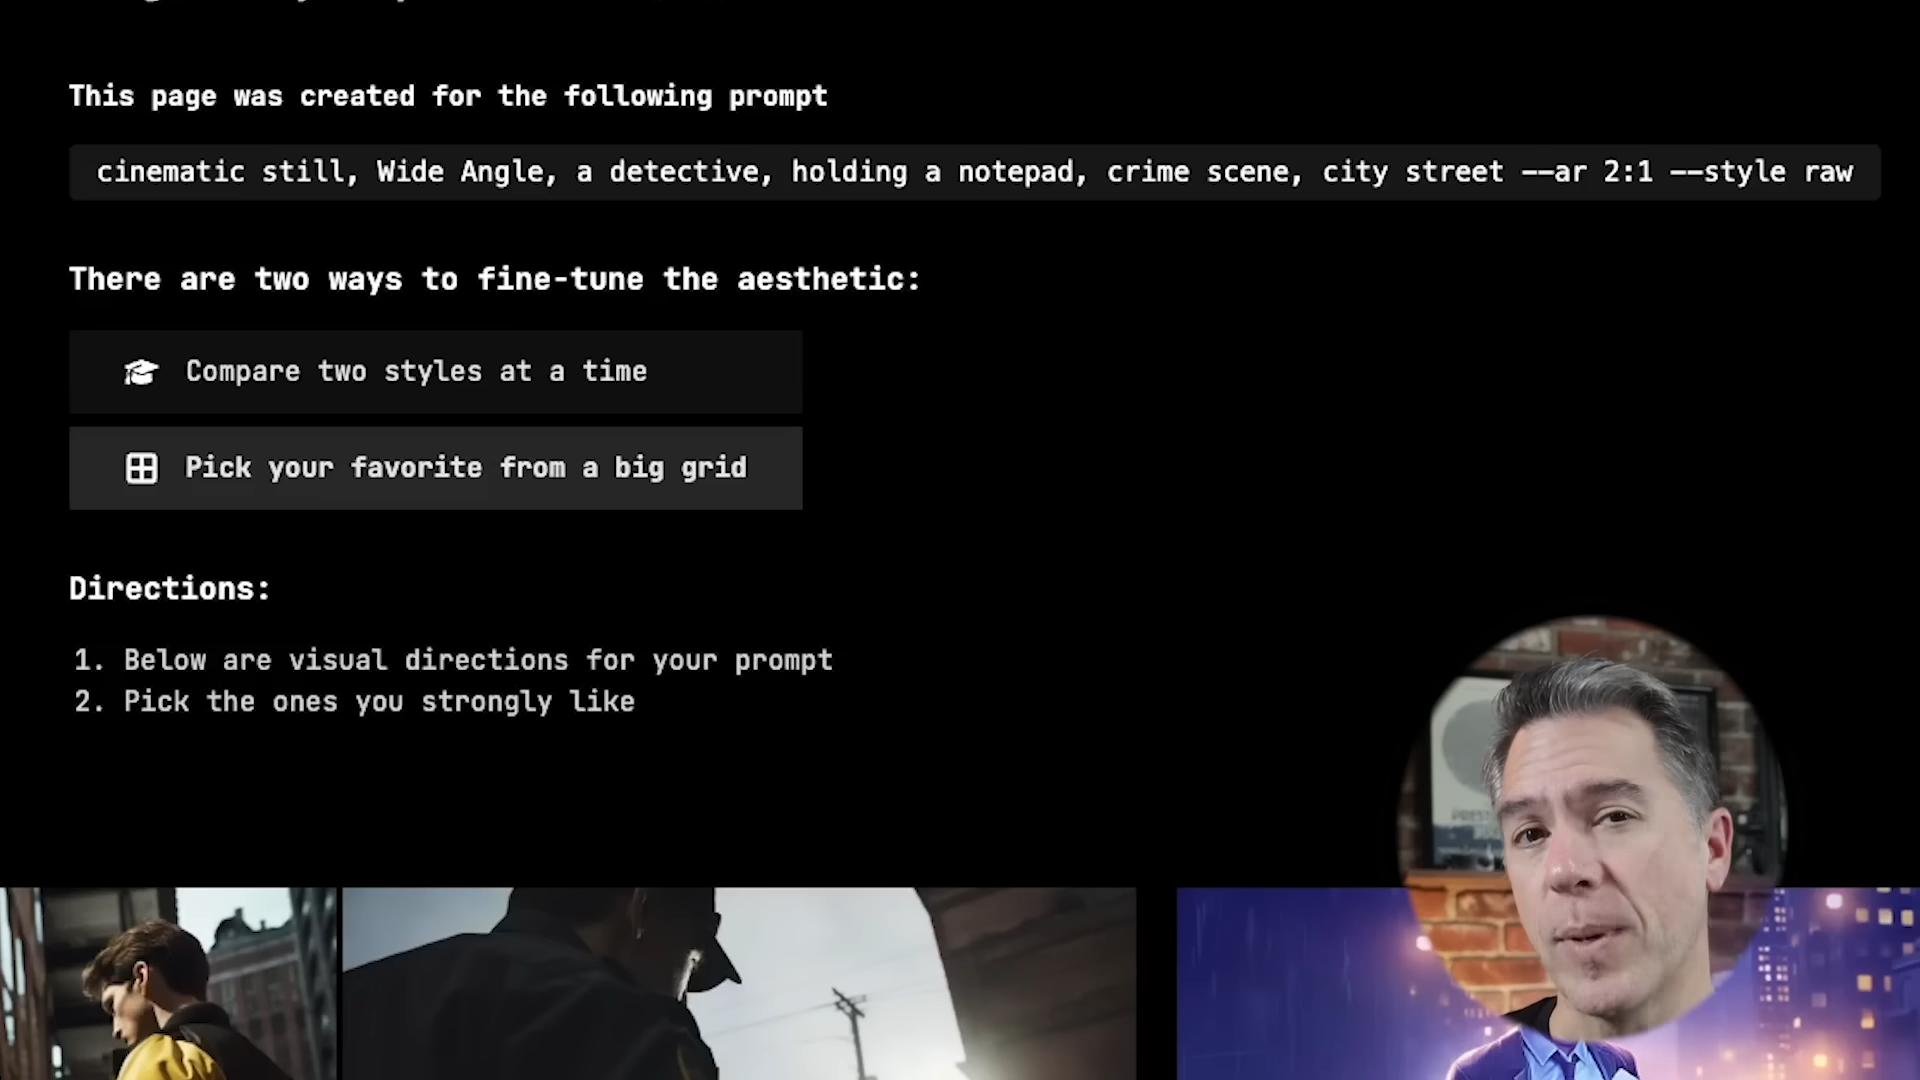 This page was created for the following prompt
cinematic still, Wide Angle, a detective, holding a notepad, crime scene, city street --ar 2:1 --style raw
There are two ways to fine-tune the aesthetic:
Compare two styles at a time
Pick your favorite from a big grid
Directions:
1. Below are visual directions for your prompt
2. Pick the ones you strongly like